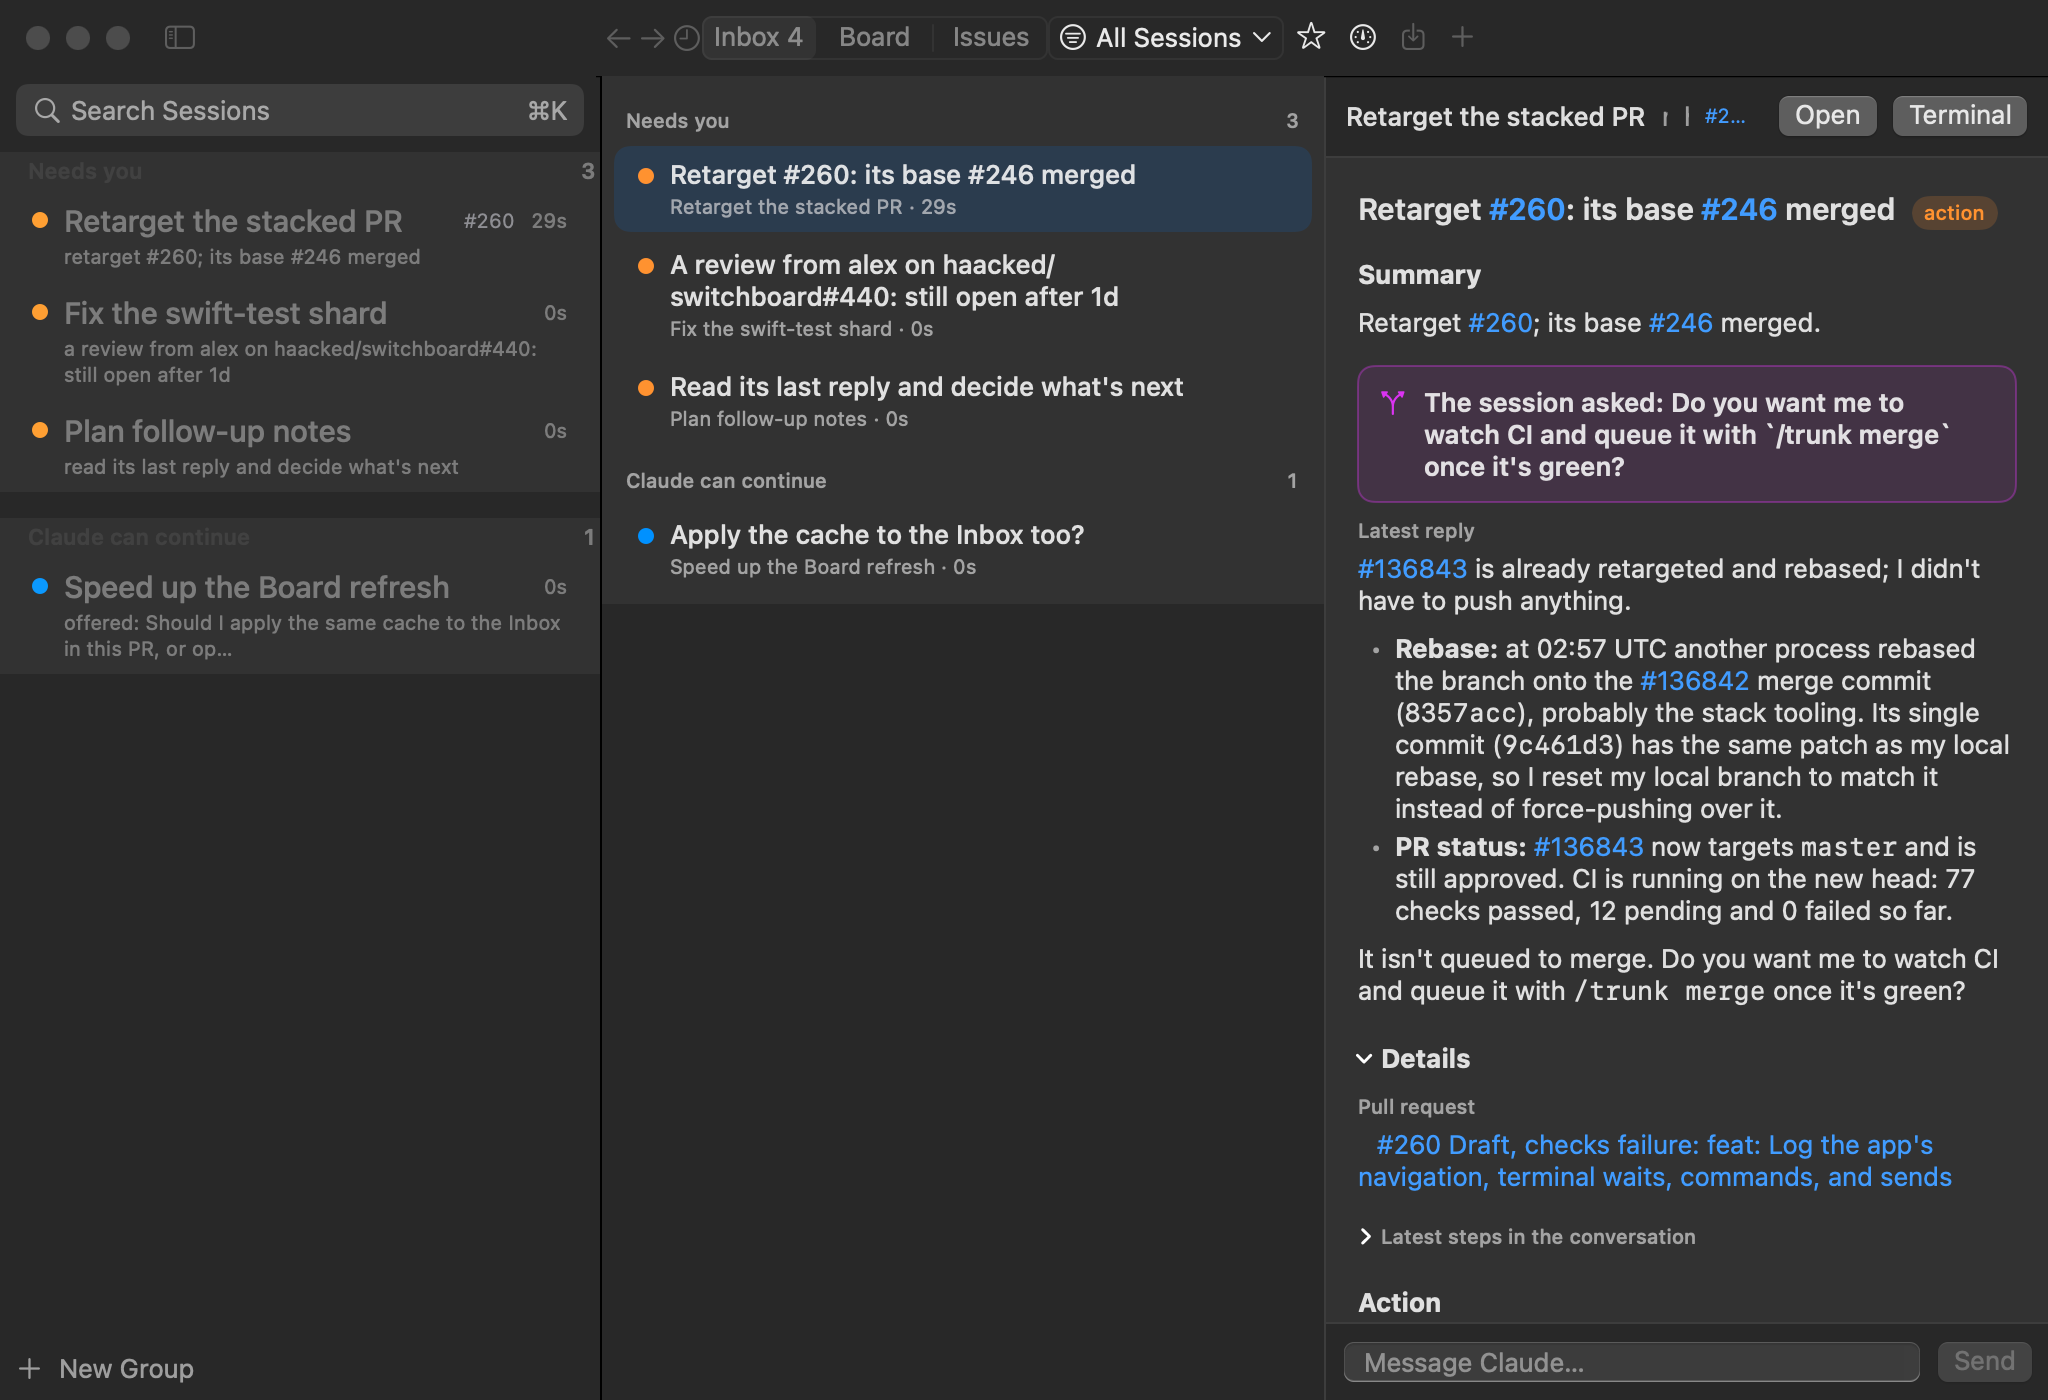 Inbox 4
Board
Issues
All Sessions
Search Sessions
⌘K
Needs you
3
Retarget the stacked PR
#260
29s
retarget #260; its base #246 merged
Fix the swift-test shard
0s
a review from alex on haacked/switchboard#440:
still open after 1d
Plan follow-up notes
0s
read its last reply and decide what's next
Claude can continue
1
Speed up the Board refresh
0s
offered: Should I apply the same cache to the Inbox
in this PR, or op...
New Group
Needs you
3
Retarget #260: its base #246 merged
Retarget the stacked PR · 29s
A review from alex on haacked/
switchboard#440: still open after 1d
Fix the swift-test shard · 0s
Read its last reply and decide what's next
Plan follow-up notes · 0s
Claude can continue
1
Apply the cache to the Inbox too?
Speed up the Board refresh · 0s
Retarget the stacked PR
#2...
Open
Terminal
Retarget #260: its base #246 merged
action
Summary
Retarget #260; its base #246 merged.
The session asked: Do you want me to
watch CI and queue it with `/trunk merge`
once it's green?
Latest reply
#136843 is already retargeted and rebased; I didn't
have to push anything.
• Rebase: at 02:57 UTC another process rebased
the branch onto the #136842 merge commit
(8357acc), probably the stack tooling. Its single
commit (9c461d3) has the same patch as my local
rebase, so I reset my local branch to match it
instead of force-pushing over it.
• PR status: #136843 now targets master and is
still approved. CI is running on the new head: 77
checks passed, 12 pending and 0 failed so far.
It isn't queued to merge. Do you want me to watch CI
and queue it with /trunk merge once it's green?
Details
Pull request
#260 Draft, checks failure: feat: Log the app's
navigation, terminal waits, commands, and sends
Latest steps in the conversation
Action
Message Claude...
Send